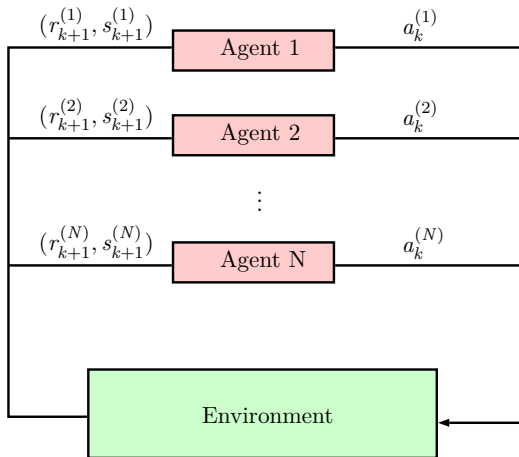 (r_{k+1}^{(1)}, s_{k+1}^{(1)}) Agent 1 a_k^{(1)}
(r_{k+1}^{(2)}, s_{k+1}^{(2)}) Agent 2 a_k^{(2)}
⋮
(r_{k+1}^{(N)}, s_{k+1}^{(N)}) Agent N a_k^{(N)}
Environment